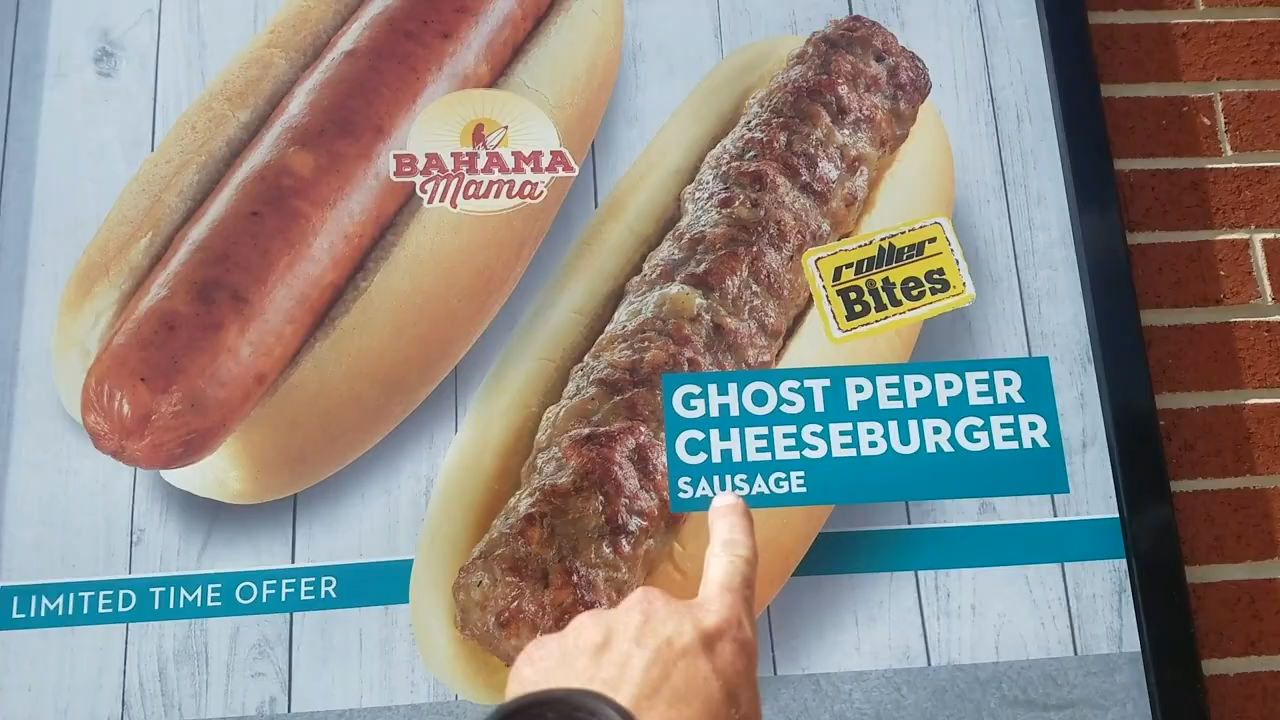 BAHAMA
Mama
roller
Bites
GHOST PEPPER
CHEESEBURGER
SAUSAGE
LIMITED TIME OFFER